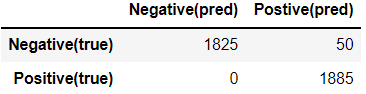 Negative(pred) Postive(pred)
Negative(true) 1825 50
Positive(true) 0 1885